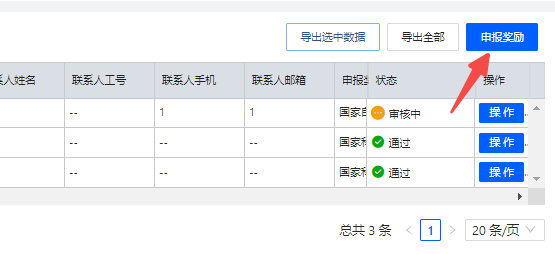 导出选中数据 导出全部 申报奖励
联系人姓名 联系人工号 联系人手机 联系人邮箱 申报奖 状态 操作
-- 1 1 国家自 审核中 操 作
-- -- -- 国家科 通过 操 作
-- -- -- 国家科 通过 操 作
总共 3 条 < 1 > 20 条/页